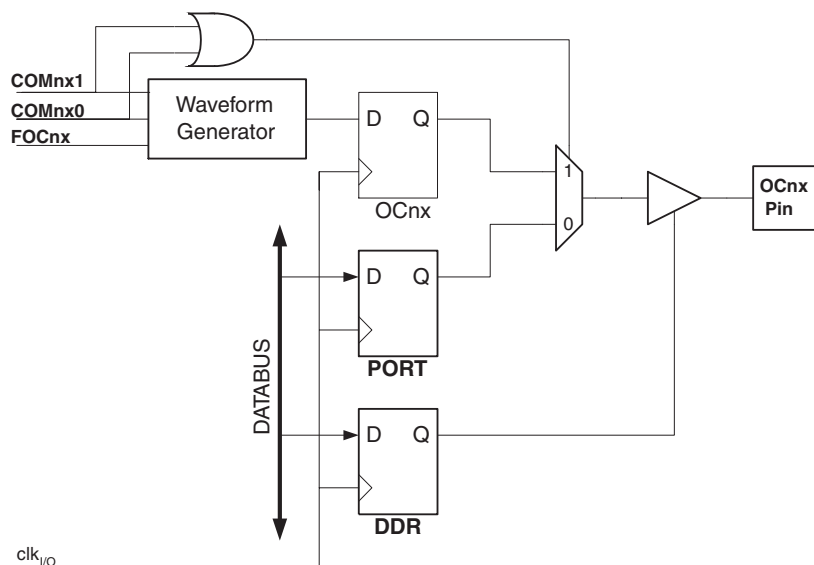 COMnx1
COMnx0
FOCnx
Waveform
Generator
D Q
OCnx
1
0
OCnx
Pin
D Q
PORT
DATABUS
D Q
DDR
clkI/O